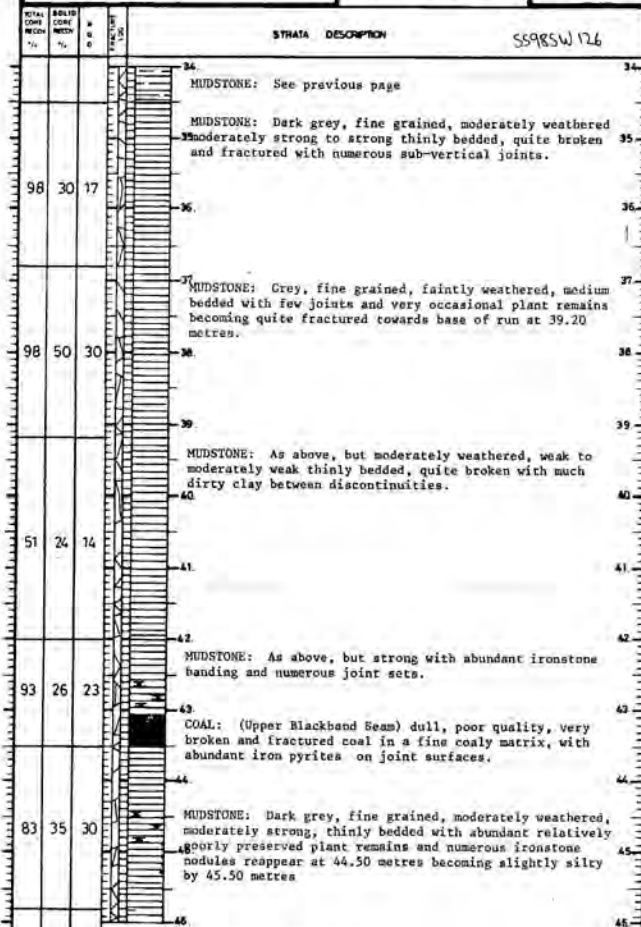 TOTAL CORE RECOV %
SOLID CORE RECOV %
R Q D
FRACTURE LOG
STRATA DESCRIPTION
SS98SW126
34
MUDSTONE: See previous page
MUDSTONE: Dark grey, fine grained, moderately weathered
35 moderately strong to strong thinly bedded, quite broken 35
and fractured with numerous sub-vertical joints.
98 30 17
36 36
37 37
MUDSTONE: Grey, fine grained, faintly weathered, medium
bedded with few joints and very occasional plant remains
becoming quite fractured towards base of run at 39.20
metres.
98 50 30 38 38
39 39
MUDSTONE: As above, but moderately weathered, weak to
moderately weak thinly bedded, quite broken with much
dirty clay between discontinuities.
40 40
51 24 14
41 41
42 42
MUDSTONE: As above, but strong with abundant ironstone
banding and numerous joint sets.
93 26 23
43 43
COAL: (Upper Blackband Seam) dull, poor quality, very
broken and fractured coal in a fine coaly matrix, with
abundant iron pyrites on joint surfaces.
44 44
MUDSTONE: Dark grey, fine grained, moderately weathered,
83 35 30 moderately strong, thinly bedded with abundant relatively
45 poorly preserved plant remains and numerous ironstone 45
nodules reappear at 44.50 metres becoming slightly silty
by 45.50 metres
46 46